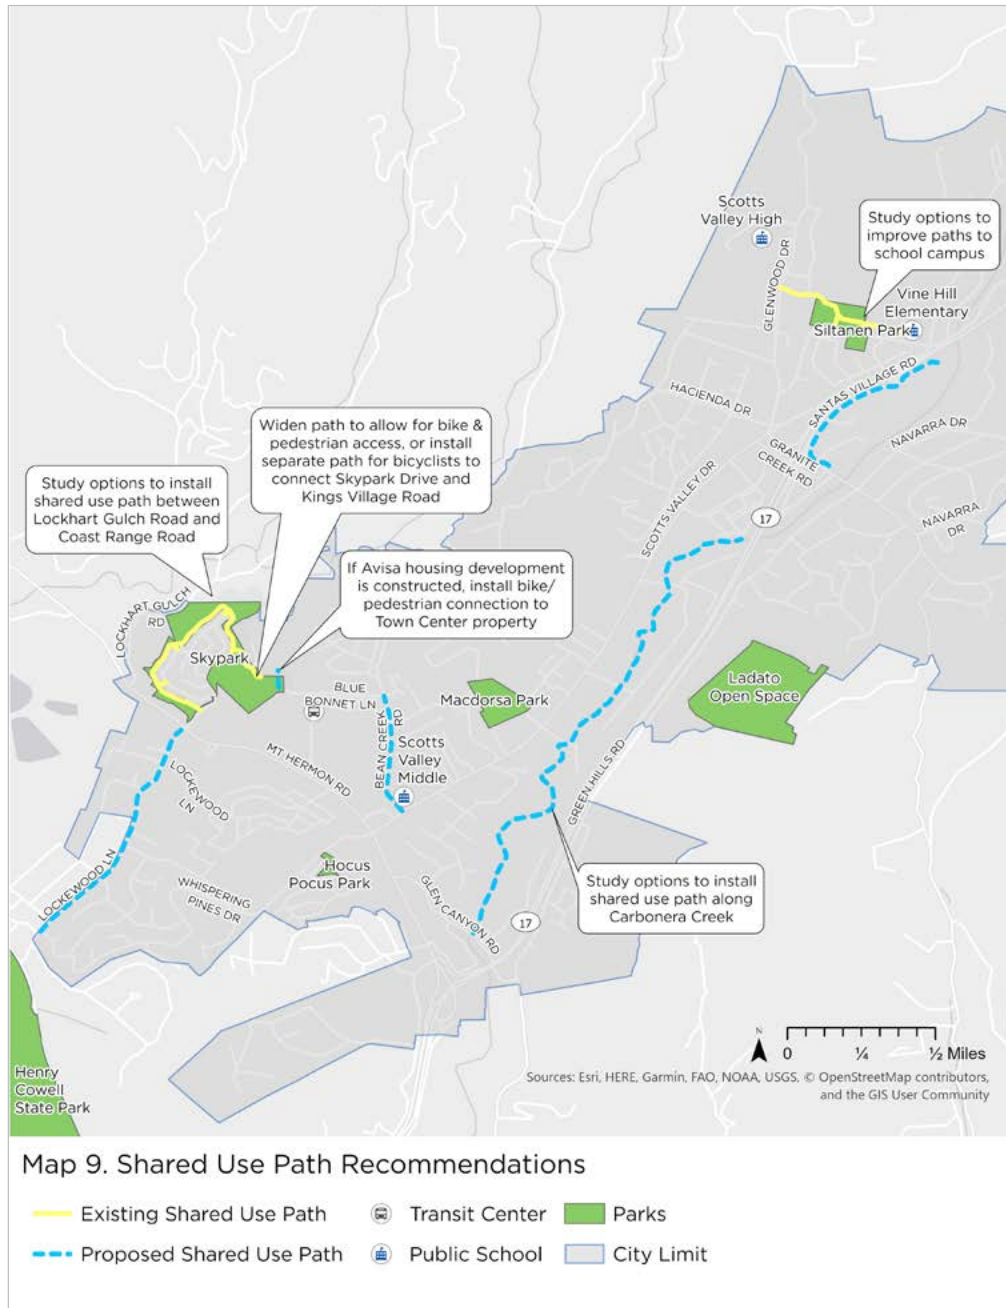 Scotts
Valley High
Study options to
improve paths to
school campus
GLENWOOD DR
Vine Hill
Elementary
Siltanen Park
SANTAS VILLAGE RD
HACIENDA DR
NAVARRA DR
GRANITE
CREEK RD
Widen path to allow for bike &
pedestrian access, or install
separate path for bicyclists to
connect Skypark Drive and
Kings Village Road
Study options to install
shared use path between
Lockhart Gulch Road and
Coast Range Road
SCOTTS VALLEY DR
17
NAVARRA
DR
If Avisa housing development
is constructed, install bike/
pedestrian connection to
Town Center property
LOCKHART GULCH
RD
Skypark
BLUE
BONNET LN
Macdorsa Park
Ladato
Open Space
BEAN CREEK
RD
Scotts
Valley
Middle
MT HERMON RD
LOCKEWOOD
LN
GREEN HILLS RD
LOCKEWOOD LN
Hocus
Pocus Park
WHISPERING
PINES DR
GLEN CANYON RD
17
Study options to install
shared use path along
Carbonera Creek
Henry
Cowell
State Park
N
0 ¼ ½ Miles
Sources: Esri, HERE, Garmin, FAO, NOAA, USGS, © OpenStreetMap contributors,
and the GIS User Community
Map 9. Shared Use Path Recommendations
Existing Shared Use Path
Transit Center
Parks
Proposed Shared Use Path
Public School
City Limit